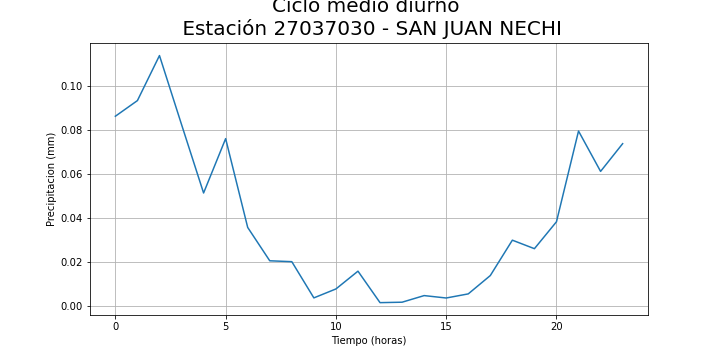 Ciclo medio diurno
Estación 27037030 - SAN JUAN NECHI
0.10
0.08
0.06
0.04
0.02
0.00
Precipitacion (mm)
0 5 10 15 20
Tiempo (horas)